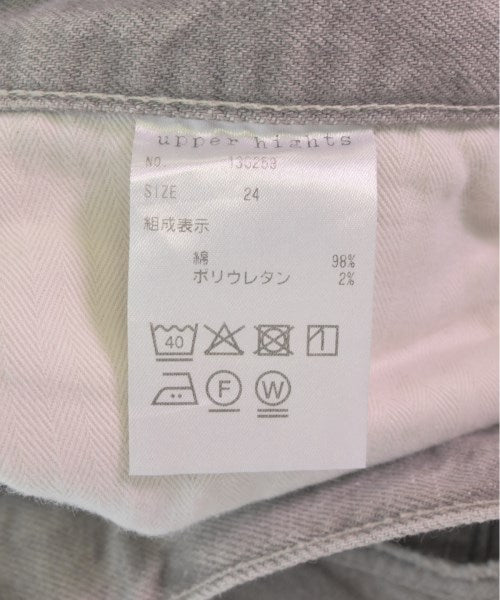 upper hights
NO. 133253
SIZE 24
組成表示
綿 98%
ポリウレタン 2%
40
F W